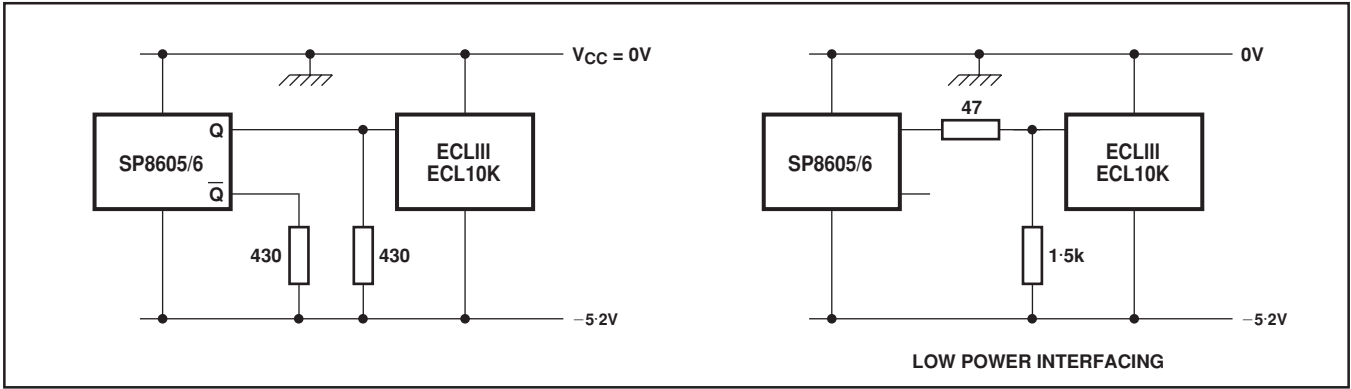 V_CC = 0V
SP8605/6
Q
Q̅
ECLIII
ECL10K
430
430
−5·2V
0V
47
SP8605/6
ECLIII
ECL10K
1·5k
−5·2V
LOW POWER INTERFACING